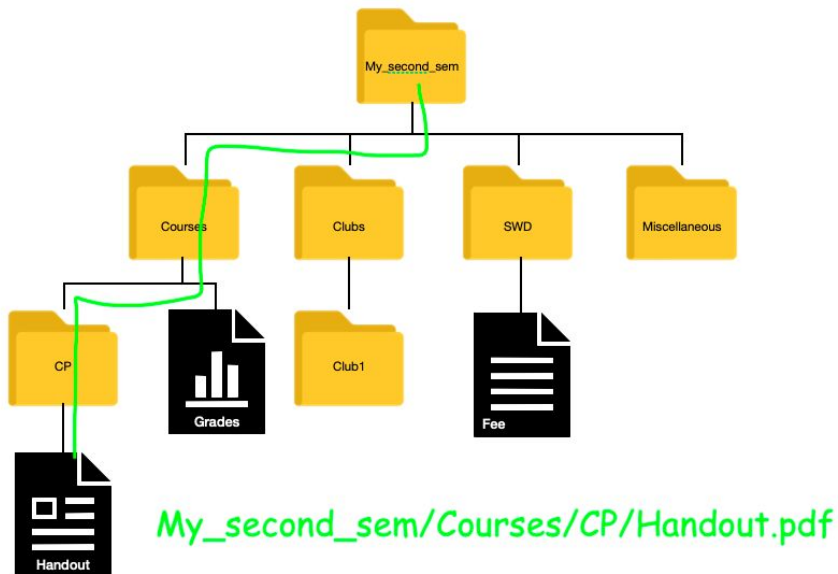 My_second_sem
Courses
Clubs
SWD
Miscellaneous
CP
Grades
Club1
Fee
Handout
My_second_sem/Courses/CP/Handout.pdf